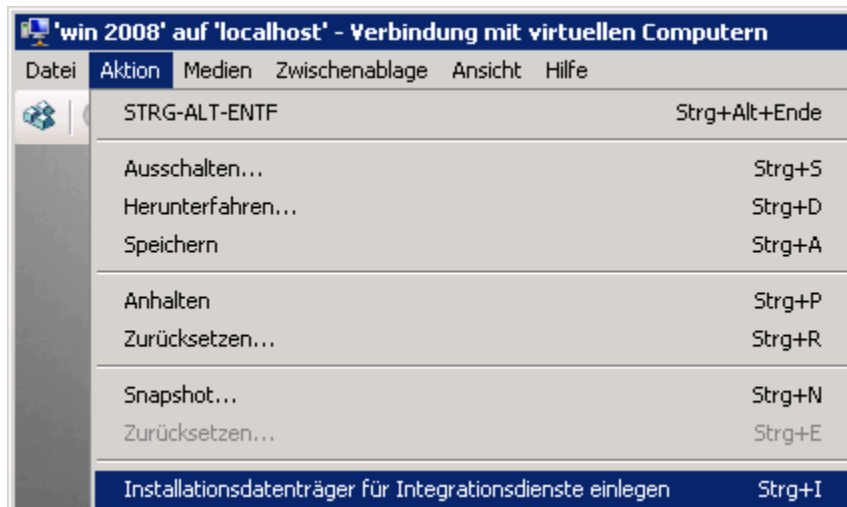 'win 2008' auf 'localhost' - Verbindung mit virtuellen Computern
Datei Aktion Medien Zwischenablage Ansicht Hilfe
STRG-ALT-ENTF Strg+Alt+Ende
Ausschalten... Strg+S
Herunterfahren... Strg+D
Speichern Strg+A
Anhalten Strg+P
Zurücksetzen... Strg+R
Snapshot... Strg+N
Zurücksetzen... Strg+E
Installationsdatenträger für Integrationsdienste einlegen Strg+I